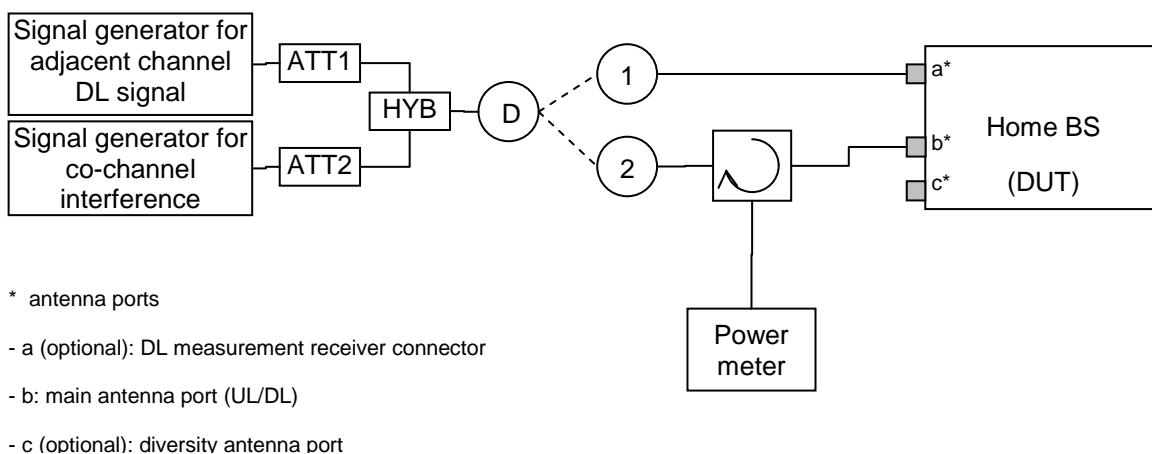 Signal generator for
adjacent channel
DL signal
ATT1
HYB
D
1
2
Signal generator for
co-channel
interference
ATT2
a*
b*
c*
Home BS
(DUT)
Power
meter
* antenna ports
- a (optional): DL measurement receiver connector
- b: main antenna port (UL/DL)
- c (optional): diversity antenna port